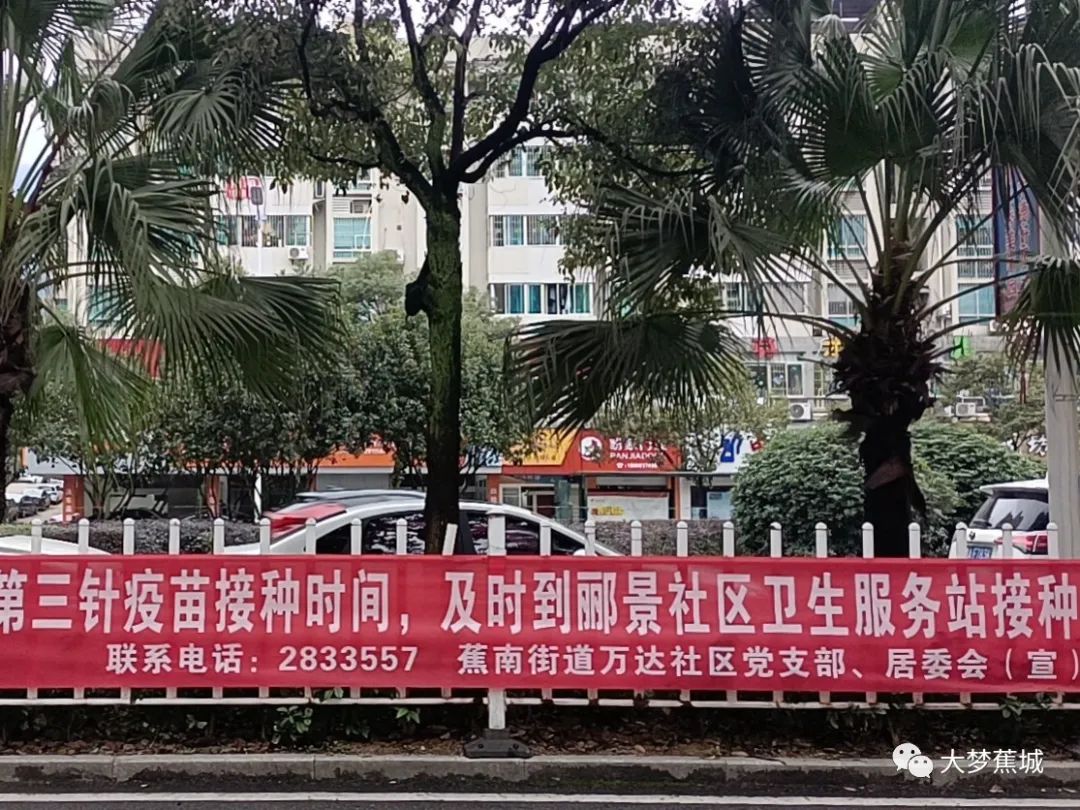 第三针疫苗接种时间，及时到郦景社区卫生服务站接种
联系电话：2833557 蕉南街道万达社区党支部、居委会（宣）
大梦蕉城